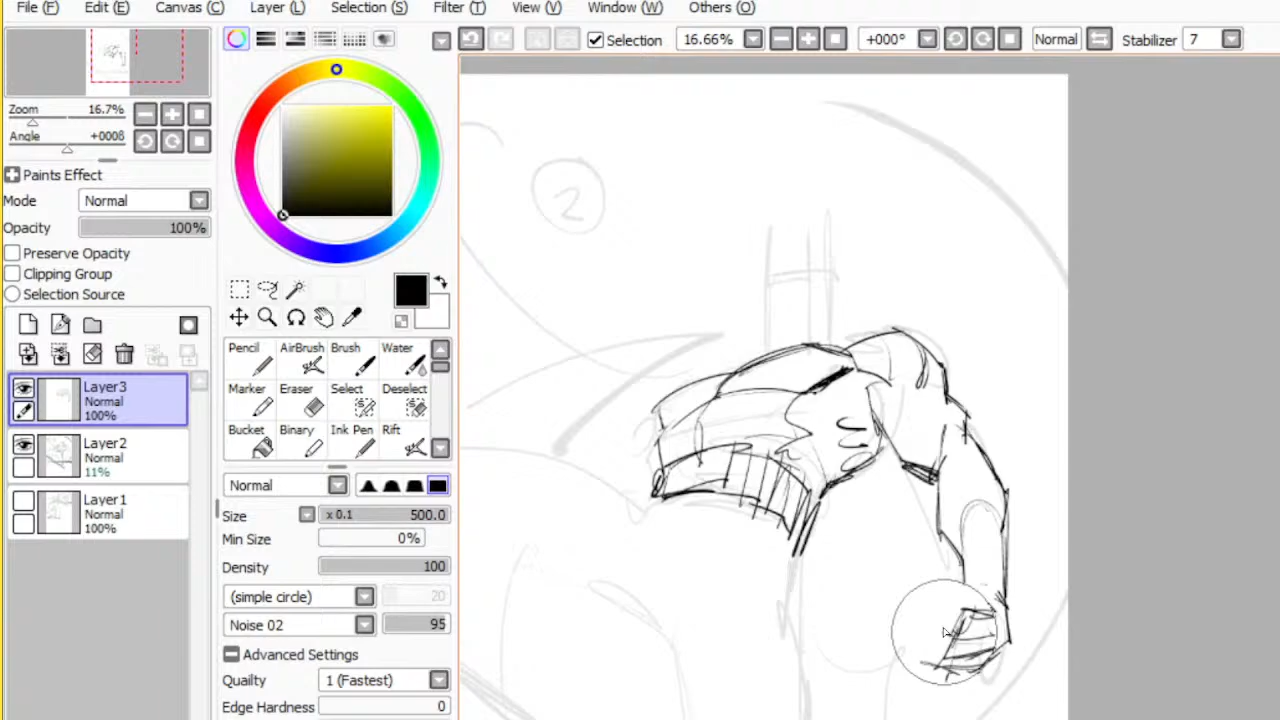 File (F) Edit (E) Canvas (C) Layer (L) Selection (S) Filter (T) View (V) Window (W) Others (O)
Selection 16.66% +000° Normal Stabilizer 7
Zoom 16.7%
Angle +0008
Paints Effect
Mode Normal
Opacity 100%
Preserve Opacity
Clipping Group
Selection Source
Layer3
Normal
100%
Layer2
Normal
11%
Layer1
Normal
100%
Pencil AirBrush Brush Water
Marker Eraser Select Deselect
Bucket Binary Ink Pen Rift
Normal
Size x 0.1 500.0
Min Size 0%
Density 100
(simple circle) 20
Noise 02 95
Advanced Settings
Quailty 1 (Fastest)
Edge Hardness 0
2